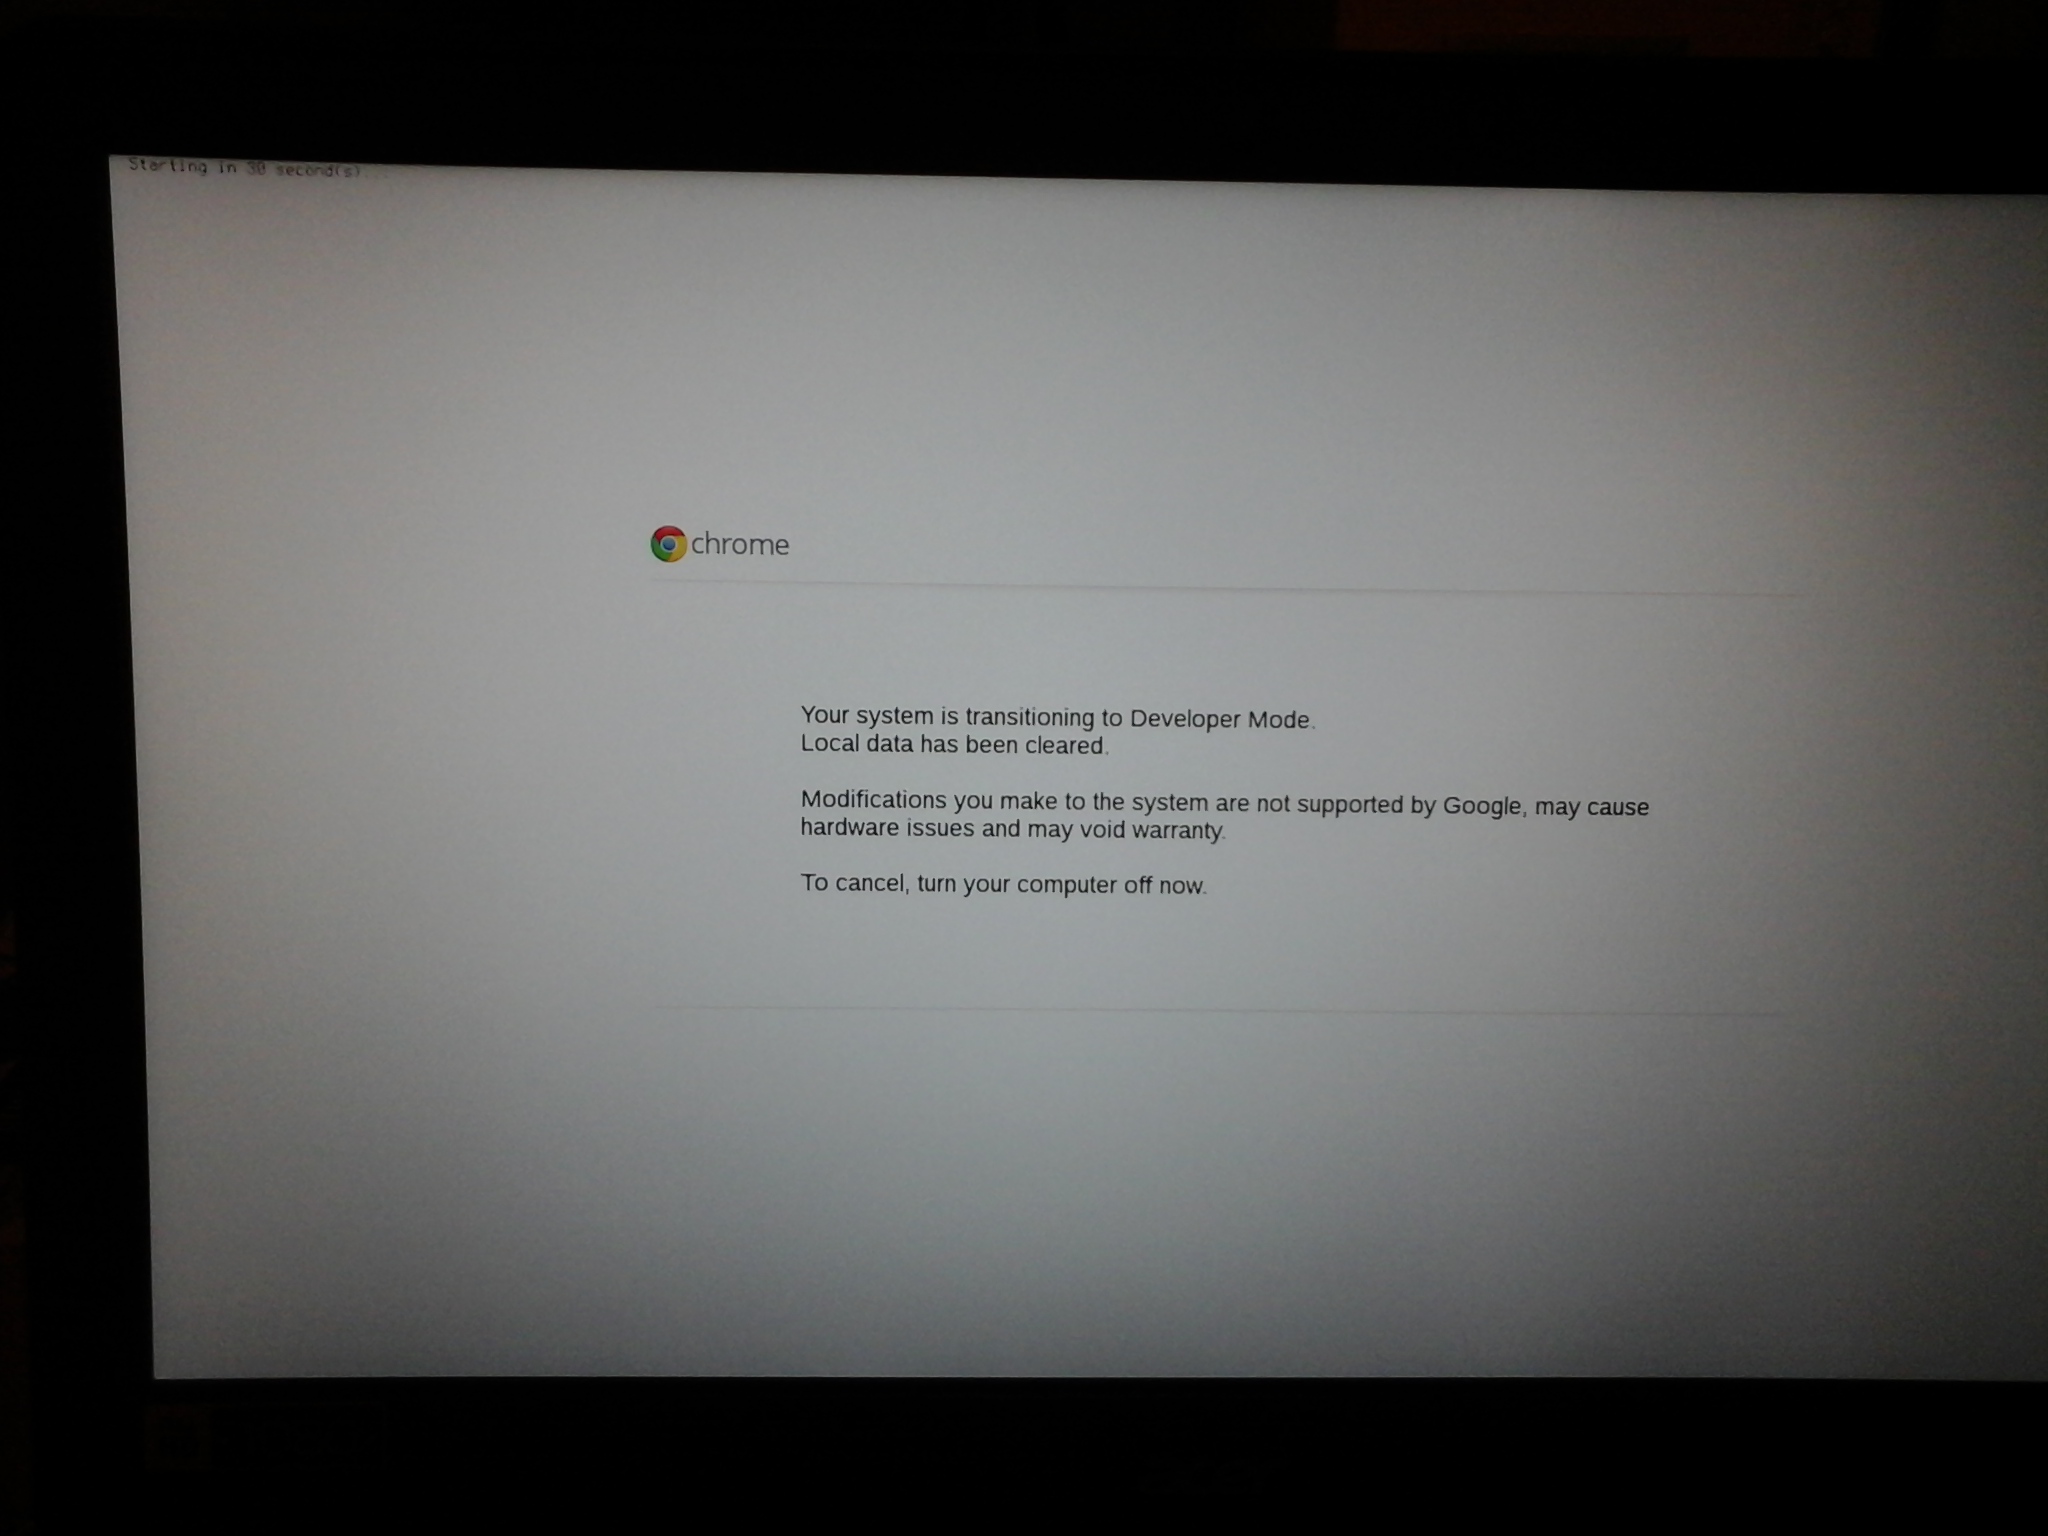 Starting in 30 second(s)
chrome
Your system is transitioning to Developer Mode.
Local data has been cleared.
Modifications you make to the system are not supported by Google, may cause
hardware issues and may void warranty.
To cancel, turn your computer off now.